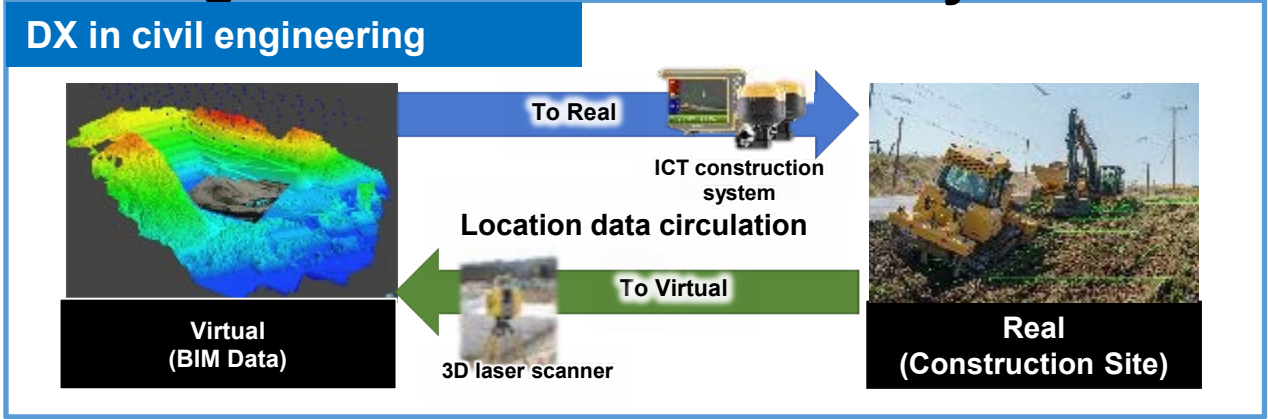 DX in civil engineering
To Real
ICT construction
system
Location data circulation
To Virtual
3D laser scanner
Virtual
(BIM Data)
Real
(Construction Site)